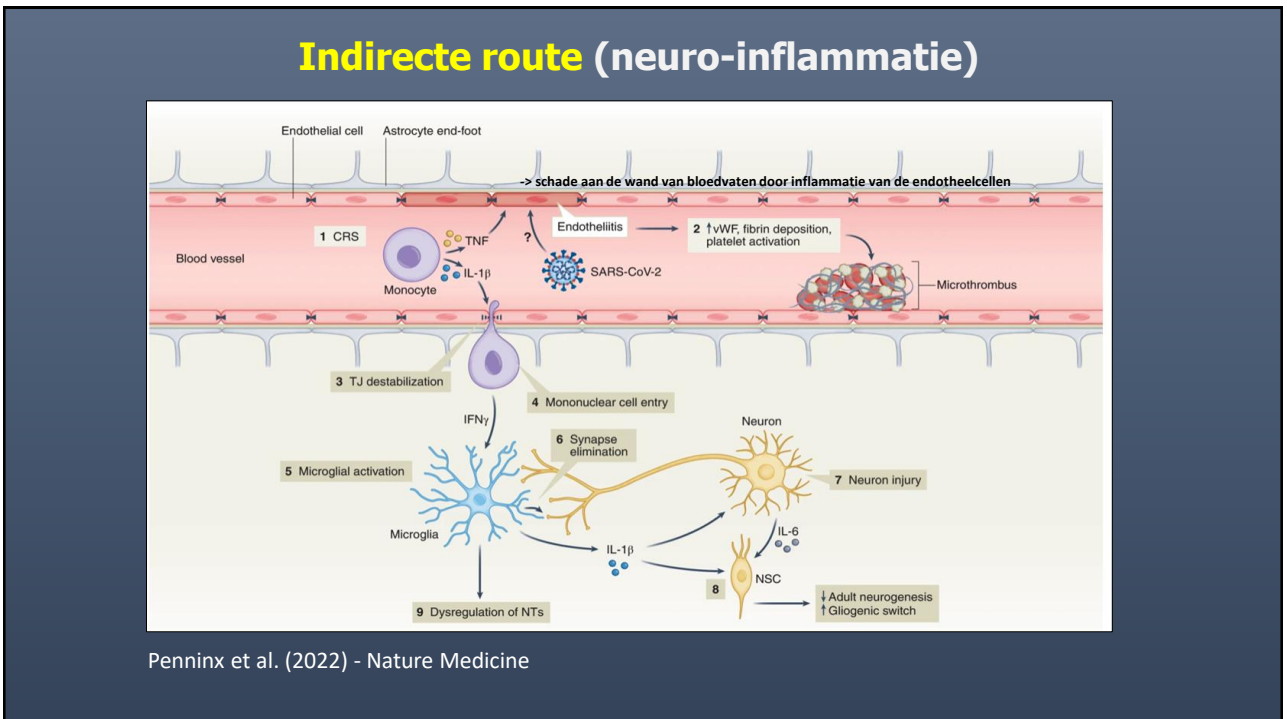 Indirecte route (neuro-inflammatie)
Endothelial cell
Astrocyte end-foot
-> schade aan de wand van bloedvaten door inflammatie van de endotheelcellen
1 CRS
TNF
?
Endotheliitis
2 ↑vWF, fibrin deposition,
platelet activation
Blood vessel
IL-1β
SARS-CoV-2
Monocyte
Microthrombus
3 TJ destabilization
4 Mononuclear cell entry
IFNγ
Neuron
6 Synapse
elimination
5 Microglial activation
7 Neuron injury
Microglia
IL-1β
IL-6
8
NSC
↓Adult neurogenesis
↑Gliogenic switch
9 Dysregulation of NTs
Penninx et al. (2022) - Nature Medicine